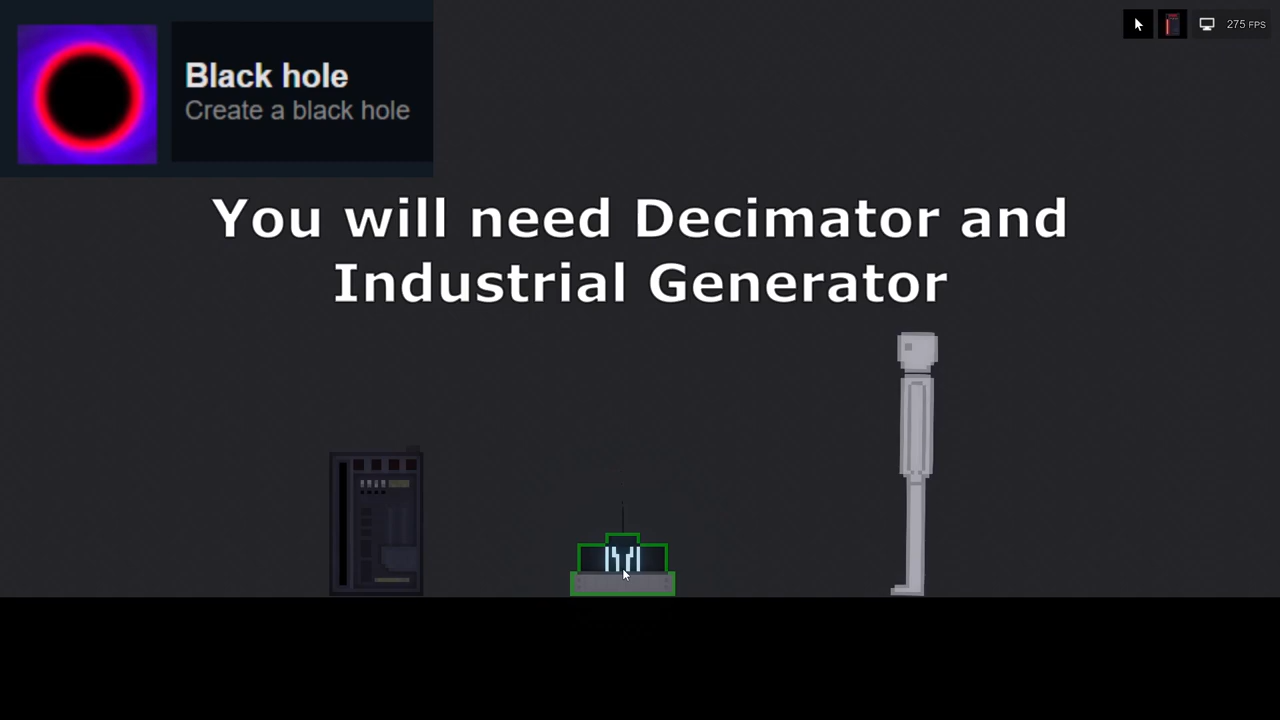 Black hole
Create a black hole
275 FPS
You will need Decimator and
Industrial Generator